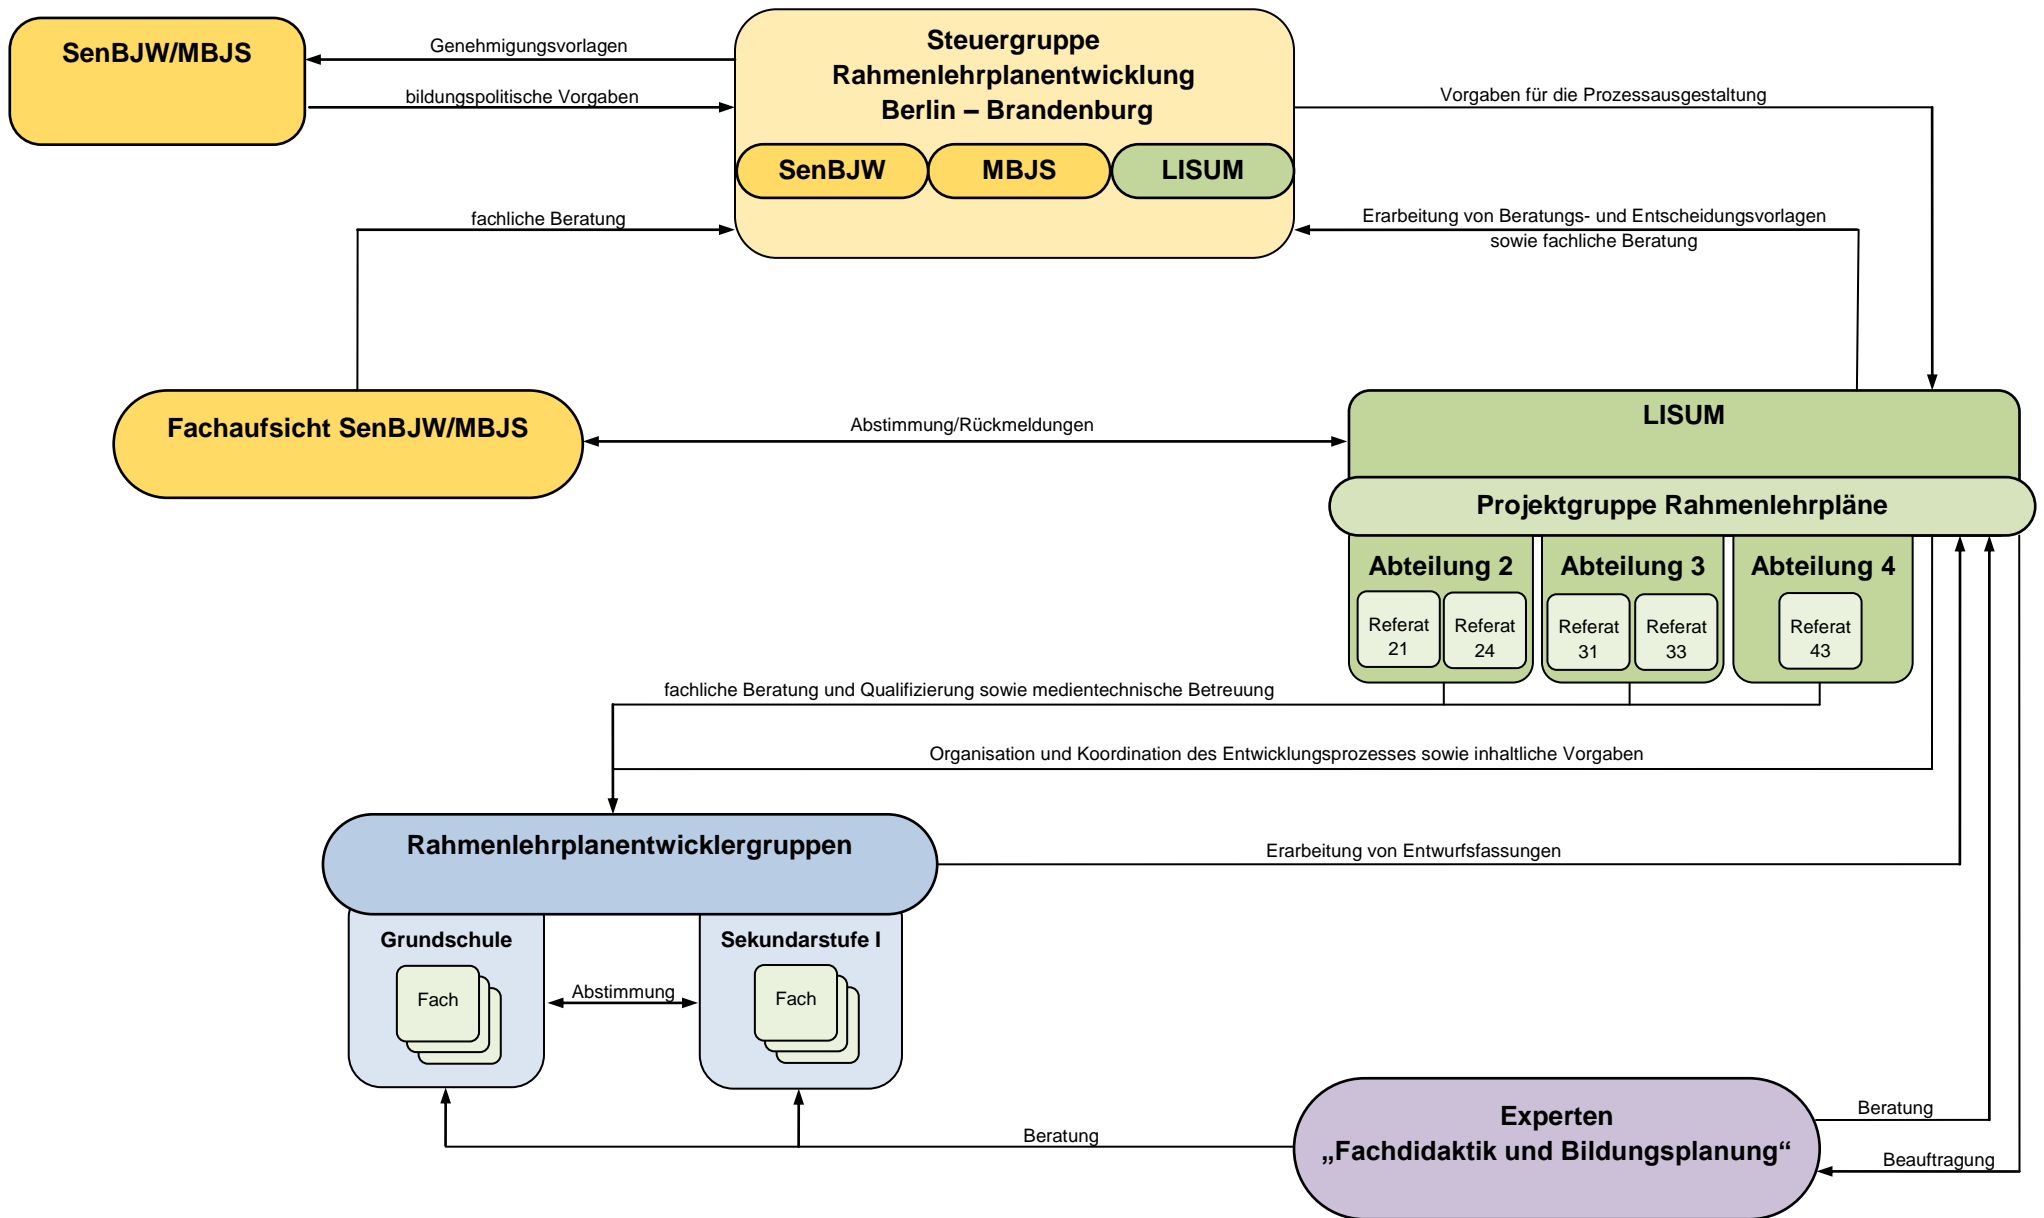 SenBJW/MBJS
Genehmigungsvorlagen
bildungspolitische Vorgaben
Steuergruppe
Rahmenlehrplanentwicklung
Berlin – Brandenburg
SenBJW
MBJS
LISUM
Vorgaben für die Prozessausgestaltung
fachliche Beratung
Erarbeitung von Beratungs- und Entscheidungsvorlagen
sowie fachliche Beratung
Fachaufsicht SenBJW/MBJS
Abstimmung/Rückmeldungen
LISUM
Projektgruppe Rahmenlehrpläne
Abteilung 2
Abteilung 3
Abteilung 4
Referat
21
Referat
24
Referat
31
Referat
33
Referat
43
fachliche Beratung und Qualifizierung sowie medientechnische Betreuung
Organisation und Koordination des Entwicklungsprozesses sowie inhaltliche Vorgaben
Rahmenlehrplanentwicklergruppen
Erarbeitung von Entwurfsfassungen
Grundschule
Sekundarstufe I
Fach
Abstimmung
Fach
Experten
„Fachdidaktik und Bildungsplanung“
Beratung
Beratung
Beauftragung